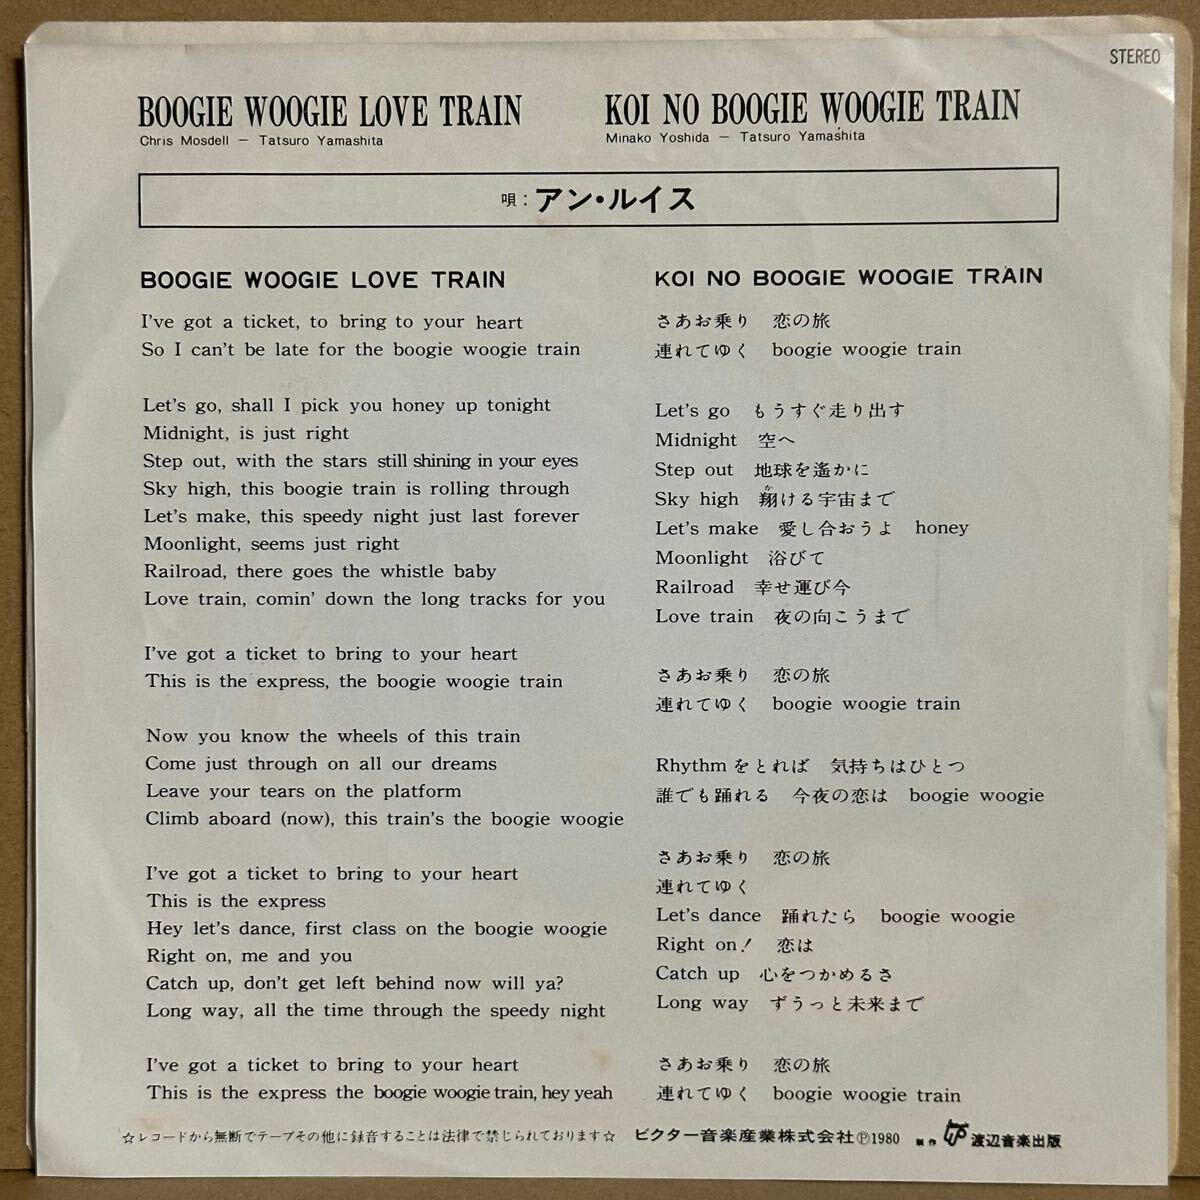 STEREO
BOOGIE WOOGIE LOVE TRAIN
Chris Mosdell — Tatsuro Yamashita
KOI NO BOOGIE WOOGIE TRAIN
Minako Yoshida — Tatsuro Yamashita
唄：アン・ルイス
BOOGIE WOOGIE LOVE TRAIN
I've got a ticket, to bring to your heart
So I can't be late for the boogie woogie train
Let's go, shall I pick you honey up tonight
Midnight, is just right
Step out, with the stars still shining in your eyes
Sky high, this boogie train is rolling through
Let's make, this speedy night just last forever
Moonlight, seems just right
Railroad, there goes the whistle baby
Love train, comin' down the long tracks for you
I've got a ticket to bring to your heart
This is the express, the boogie woogie train
Now you know the wheels of this train
Come just through on all our dreams
Leave your tears on the platform
Climb aboard (now), this train's the boogie woogie
I've got a ticket to bring to your heart
This is the express
Hey let's dance, first class on the boogie woogie
Right on, me and you
Catch up, don't get left behind now will ya?
Long way, all the time through the speedy night
I've got a ticket to bring to your heart
This is the express the boogie woogie train, hey yeah
KOI NO BOOGIE WOOGIE TRAIN
さあお乗り　恋の旅
連れてゆく　boogie woogie train
Let's go　もうすぐ走り出す
Midnight　空へ
Step out　地球を遙かに
Sky high　翔ける宇宙まで
か
Let's make　愛し合おうよ　honey
Moonlight　浴びて
Railroad　幸せ運び今
Love train　夜の向こうまで
さあお乗り　恋の旅
連れてゆく　boogie woogie train
Rhythmをとれば　気持ちはひとつ
誰でも踊れる　今夜の恋は　boogie woogie
さあお乗り　恋の旅
連れてゆく
Let's dance　踊れたら　boogie woogie
Right on!　恋は
Catch up　心をつかめるさ
Long way　ずうっと未来まで
さあお乗り　恋の旅
連れてゆく　boogie woogie train
☆レコードから無断でテープその他に録音することは法律で禁じられております☆　ビクター音楽産業株式会社Ⓟ1980　制作　渡辺音楽出版